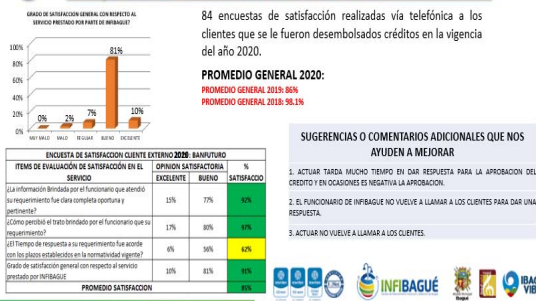 GRADO DE SATISFACCION GENERAL CON RESPECTO AL
SERVICIO PRESTADO POR PARTE DE INFIBAGUÉ?
100%
80%
60%
40%
20%
0%
0%
2%
7%
81%
10%
MUY MALO MALO REGULAR BUENO EXCELENTE
84 encuestas de satisfacción realizadas vía telefónica a los
clientes que se le fueron desembolsados créditos en la vigencia
del año 2020.
PROMEDIO GENERAL 2020:
PROMEDIO GENERAL 2019: 86%
PROMEDIO GENERAL 2018: 98.1%
ENCUESTA DE SATISFACCION CLIENTE EXTERNO 2020: BANFUTURO
ITEMS DE EVALUACIÓN DE SATISFACCIÓN EN EL
SERVICIO
OPINION SATISFACTORIA
EXCELENTE BUENO
%
SATISFACCIO
¿La información Brindada por el funcionario que atendió
su requerimiento fue clara completa oportuna y
pertinente?
15% 77% 92%
¿Cómo percibió el trato brindado por el funcionario que su
requerimiento?
17% 80% 97%
¿El Tiempo de respuesta a su requerimiento fue acorde
con los plazos establecidos en la normatividad vigente?
6% 56% 62%
Grado de satisfacción general con respecto al servicio
prestado por INFIBAGUE
10% 81% 91%
PROMEDIO SATISFACCION 85%
SUGERENCIAS O COMENTARIOS ADICIONALES QUE NOS
AYUDEN A MEJORAR
1. ACTUAR TARDA MUCHO TIEMPO EN DAR RESPUESTA PARA LA APROBACION DEL
CREDITO Y EN OCASIONES ES NEGATIVA LA APROBACION.
2. EL FUNCIONARIO DE INFIBAGUE NO VUELVE A LLAMAR A LOS CLIENTES PARA DAR UNA
RESPUESTA.
3. ACTUAR NO VUELVE A LLAMAR A LOS CLIENTES.
INFIBAGUÉ
IBAG
VIB